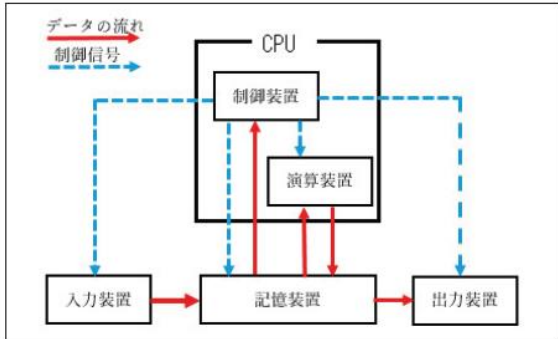 データの流れ
制御信号
CPU
制御装置
演算装置
入力装置
記憶装置
出力装置